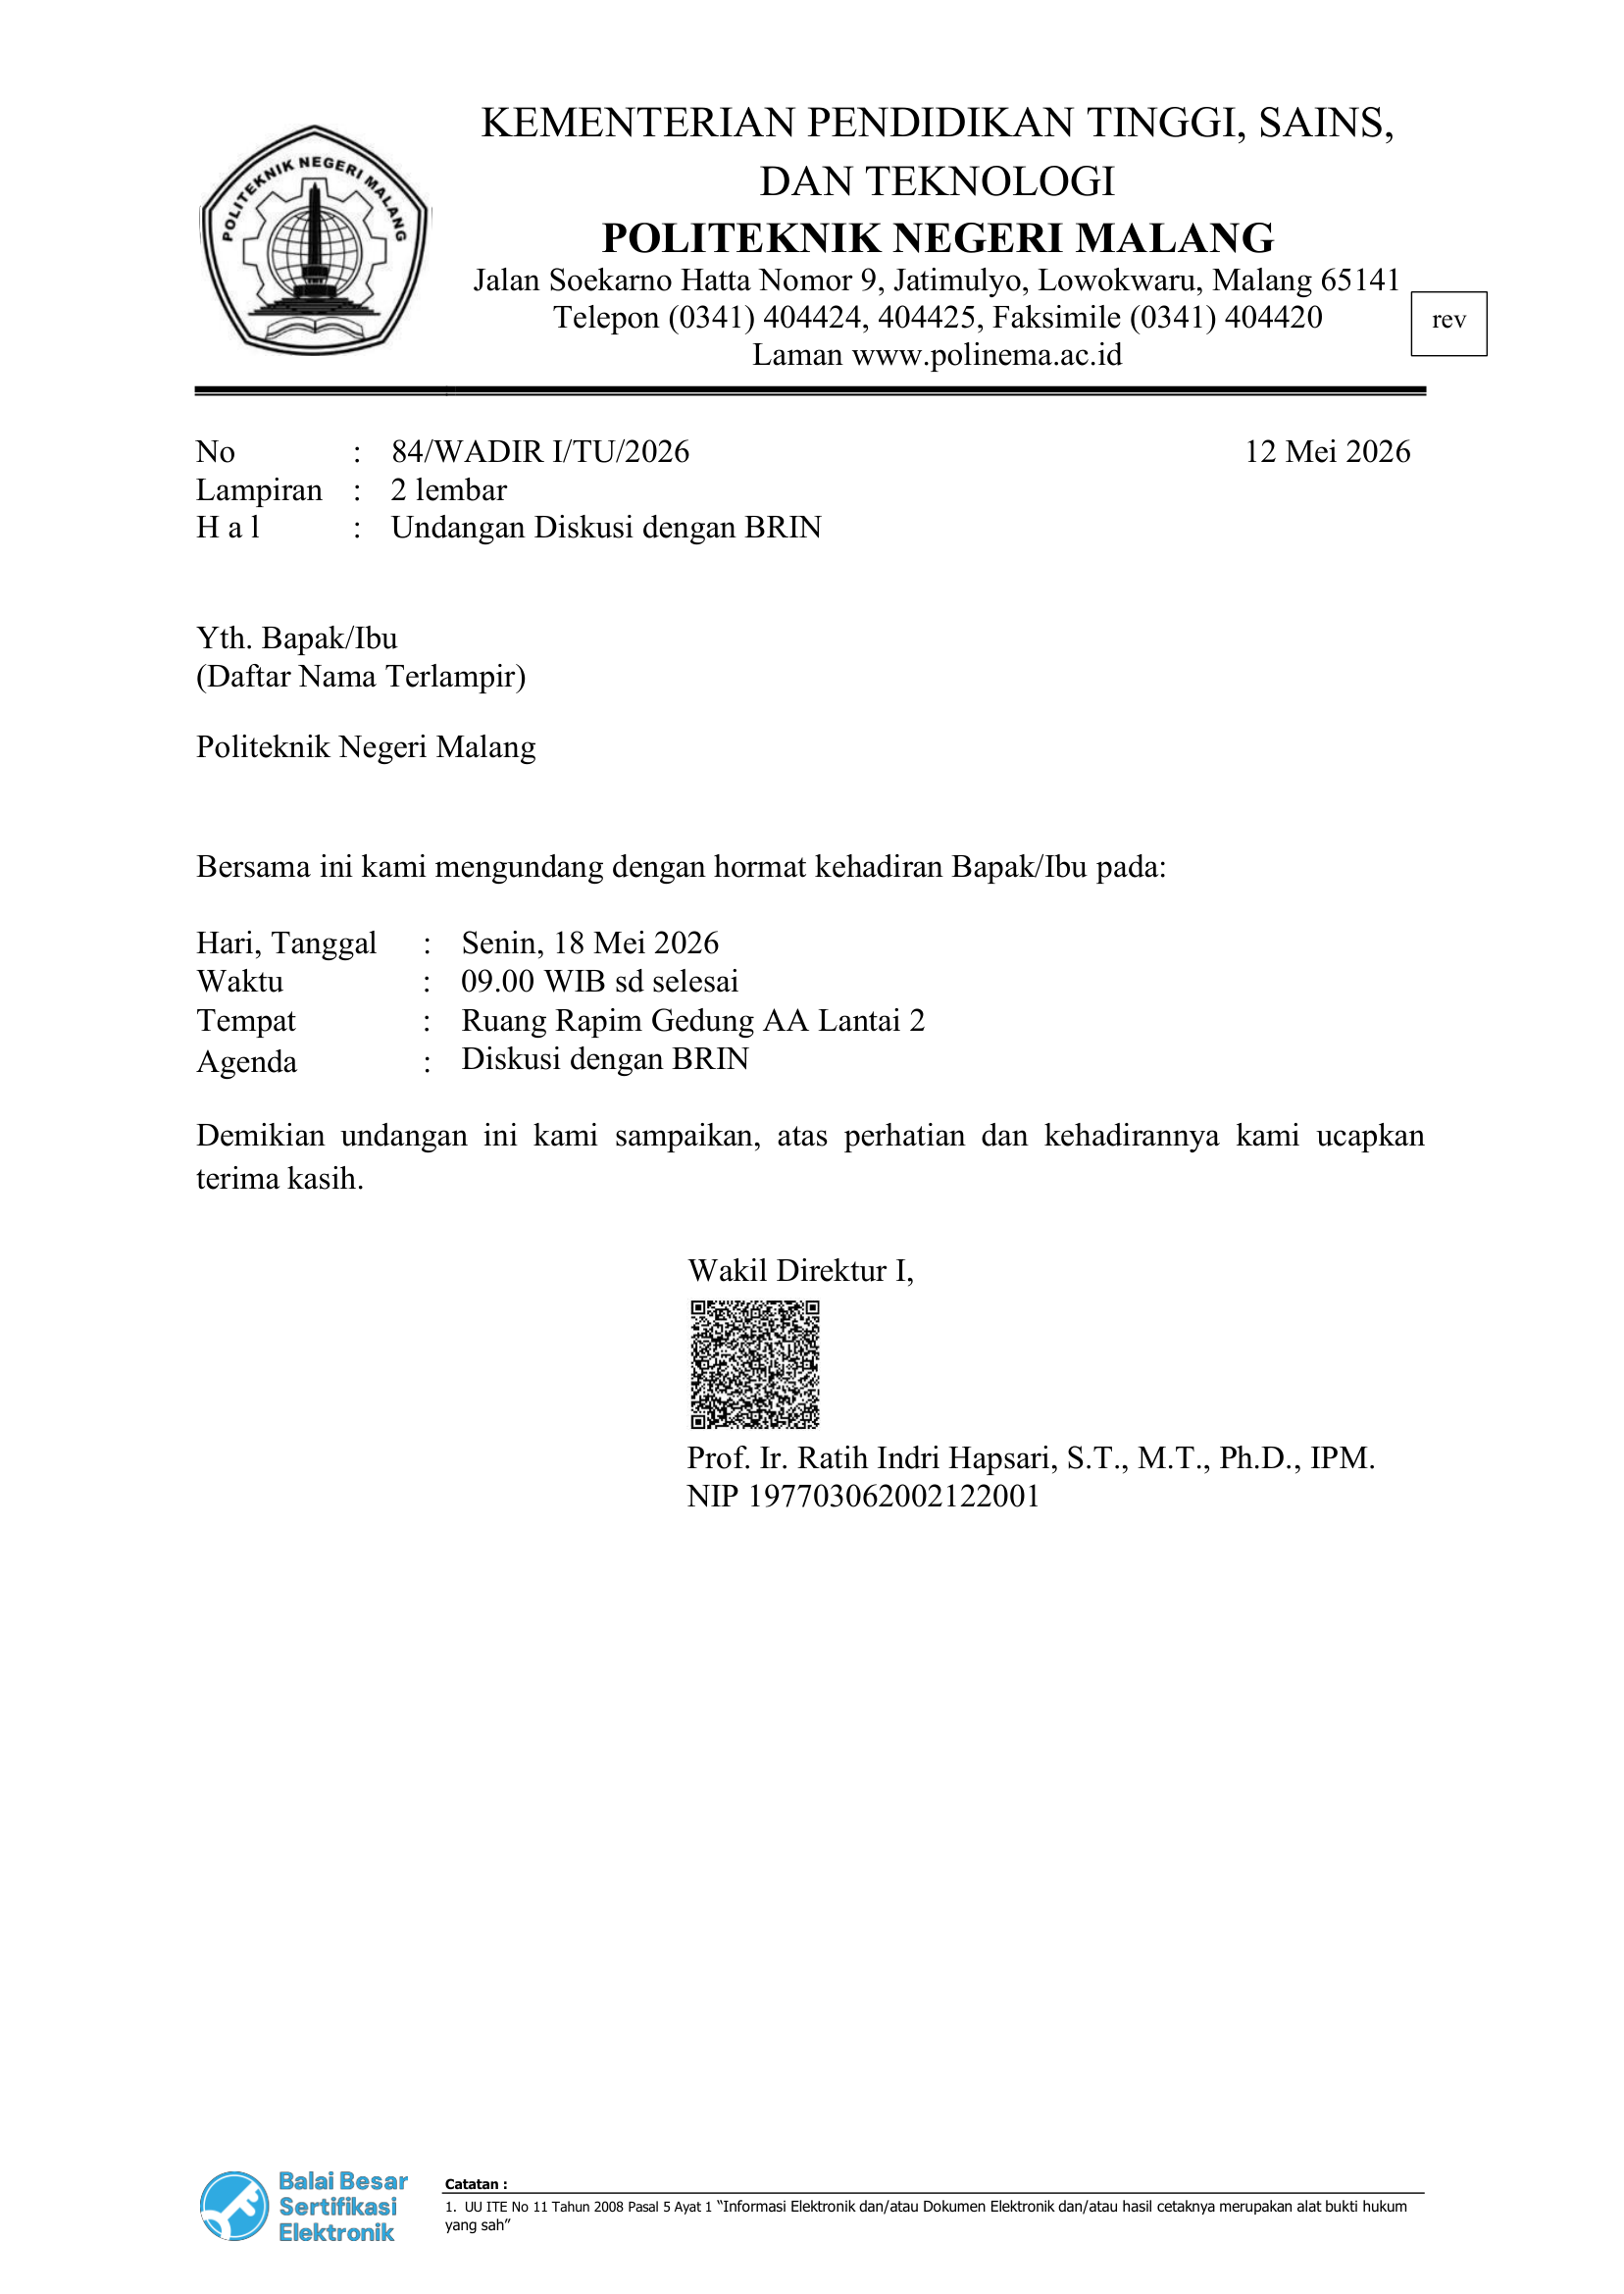 POLITEKNIK NEGERI MALANG
KEMENTERIAN PENDIDIKAN TINGGI, SAINS,
DAN TEKNOLOGI
POLITEKNIK NEGERI MALANG
Jalan Soekarno Hatta Nomor 9, Jatimulyo, Lowokwaru, Malang 65141
Telepon (0341) 404424, 404425, Faksimile (0341) 404420
Laman www.polinema.ac.id
rev
No : 84/WADIR I/TU/2026 12 Mei 2026
Lampiran : 2 lembar
H a l : Undangan Diskusi dengan BRIN
Yth. Bapak/Ibu
(Daftar Nama Terlampir)
Politeknik Negeri Malang
Bersama ini kami mengundang dengan hormat kehadiran Bapak/Ibu pada:
Hari, Tanggal : Senin, 18 Mei 2026
Waktu : 09.00 WIB sd selesai
Tempat : Ruang Rapim Gedung AA Lantai 2
Agenda : Diskusi dengan BRIN
Demikian undangan ini kami sampaikan, atas perhatian dan kehadirannya kami ucapkan
terima kasih.
Wakil Direktur I,
Prof. Ir. Ratih Indri Hapsari, S.T., M.T., Ph.D., IPM.
NIP 197703062002122001
Balai Besar
Sertifikasi
Elektronik
Catatan :
1. UU ITE No 11 Tahun 2008 Pasal 5 Ayat 1 “Informasi Elektronik dan/atau Dokumen Elektronik dan/atau hasil cetaknya merupakan alat bukti hukum
yang sah”